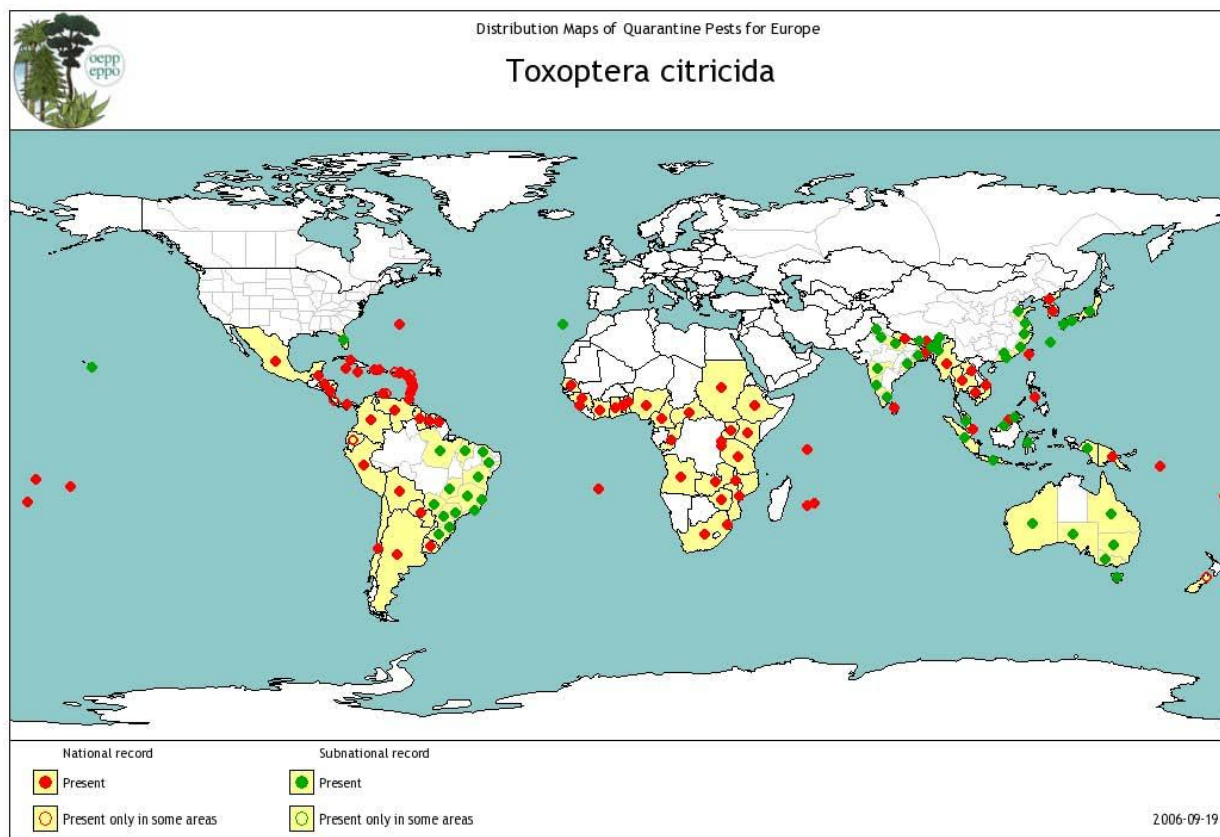 oepp
eppo
Distribution Maps of Quarantine Pests for Europe
Toxoptera citricida
National record
Subnational record
Present
Present
Present only in some areas
Present only in some areas
2006-09-19